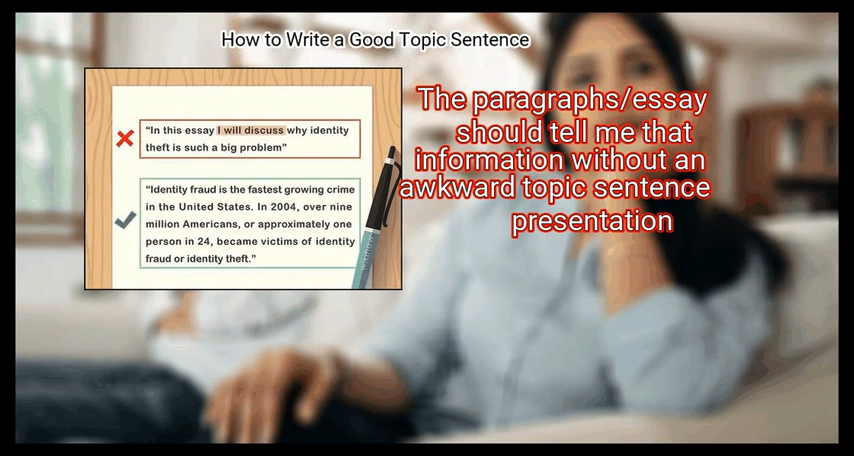 How to Write a Good Topic Sentence
“In this essay I will discuss why identity
theft is such a big problem”
“Identity fraud is the fastest growing crime
in the United States. In 2004, over nine
million Americans, or approximately one
person in 24, became victims of identity
fraud or identity theft.”
wikiHow
The paragraphs/essay
should tell me that
information without an
awkward topic sentence
presentation